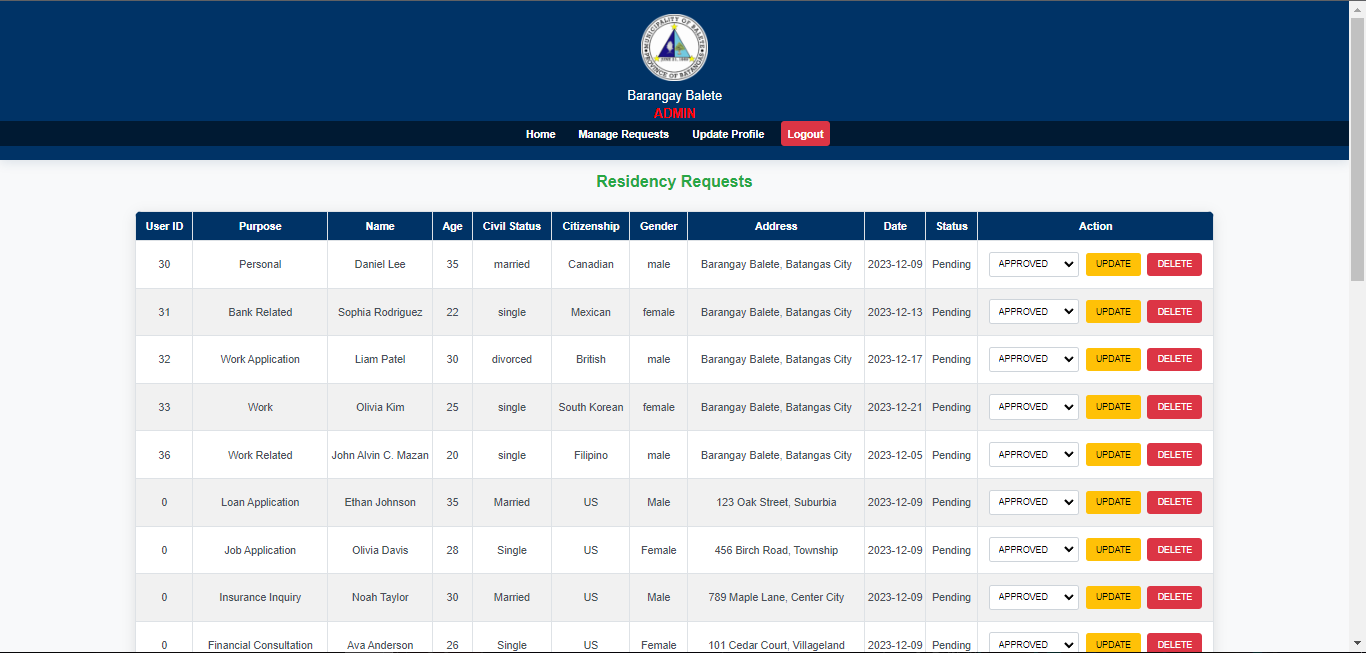 MUNICIPALITY OF BALETE
PROVINCE OF BATANGAS
Barangay Balete
ADMIN
Home Manage Requests Update Profile Logout
Residency Requests
User ID Purpose Name Age Civil Status Citizenship Gender Address Date Status Action
30 Personal Daniel Lee 35 married Canadian male Barangay Balete, Batangas City 2023-12-09 Pending APPROVED UPDATE DELETE
31 Bank Related Sophia Rodriguez 22 single Mexican female Barangay Balete, Batangas City 2023-12-13 Pending APPROVED UPDATE DELETE
32 Work Application Liam Patel 30 divorced British male Barangay Balete, Batangas City 2023-12-17 Pending APPROVED UPDATE DELETE
33 Work Olivia Kim 25 single South Korean female Barangay Balete, Batangas City 2023-12-21 Pending APPROVED UPDATE DELETE
36 Work Related John Alvin C. Mazan 20 single Filipino male Barangay Balete, Batangas City 2023-12-05 Pending APPROVED UPDATE DELETE
0 Loan Application Ethan Johnson 35 Married US Male 123 Oak Street, Suburbia 2023-12-09 Pending APPROVED UPDATE DELETE
0 Job Application Olivia Davis 28 Single US Female 456 Birch Road, Township 2023-12-09 Pending APPROVED UPDATE DELETE
0 Insurance Inquiry Noah Taylor 30 Married US Male 789 Maple Lane, Center City 2023-12-09 Pending APPROVED UPDATE DELETE
0 Financial Consultation Ava Anderson 26 Single US Female 101 Cedar Court, Villageland 2023-12-09 Pending APPROVED UPDATE DELETE